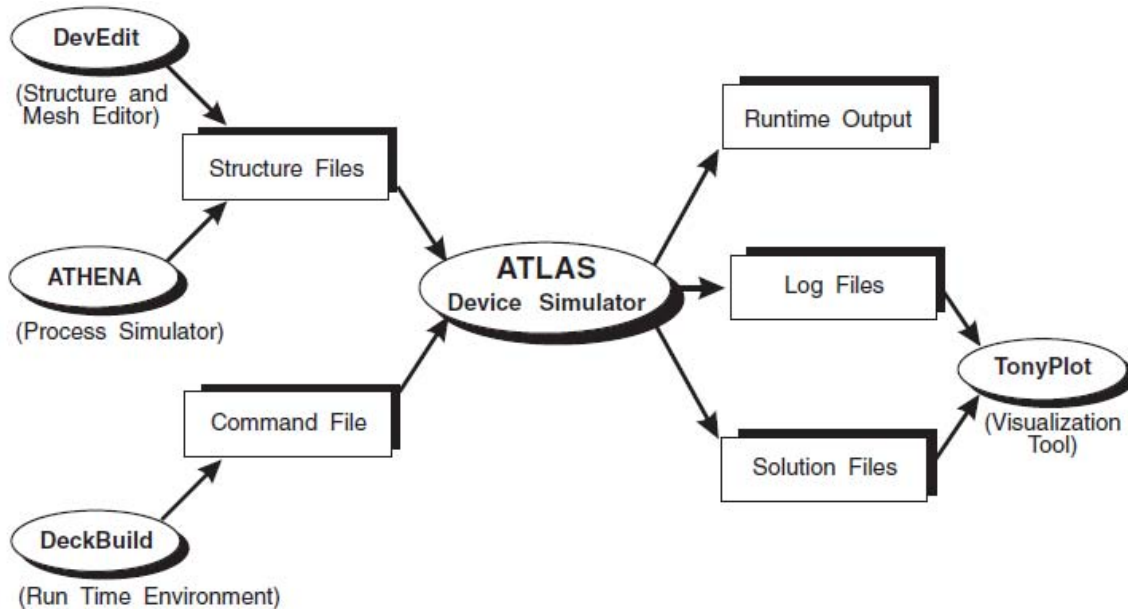 DevEdit
(Structure and
Mesh Editor)
Structure Files
ATHENA
(Process Simulator)
Command File
DeckBuild
(Run Time Environment)
ATLAS
Device Simulator
Runtime Output
Log Files
Solution Files
TonyPlot
(Visualization
Tool)